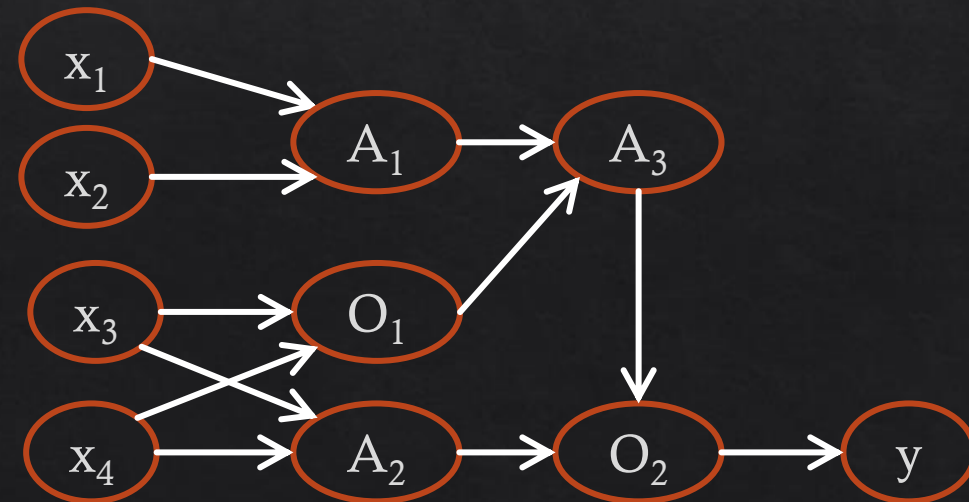 x₁
x₂
A₁
A₃
x₃
O₁
x₄
A₂
O₂
y